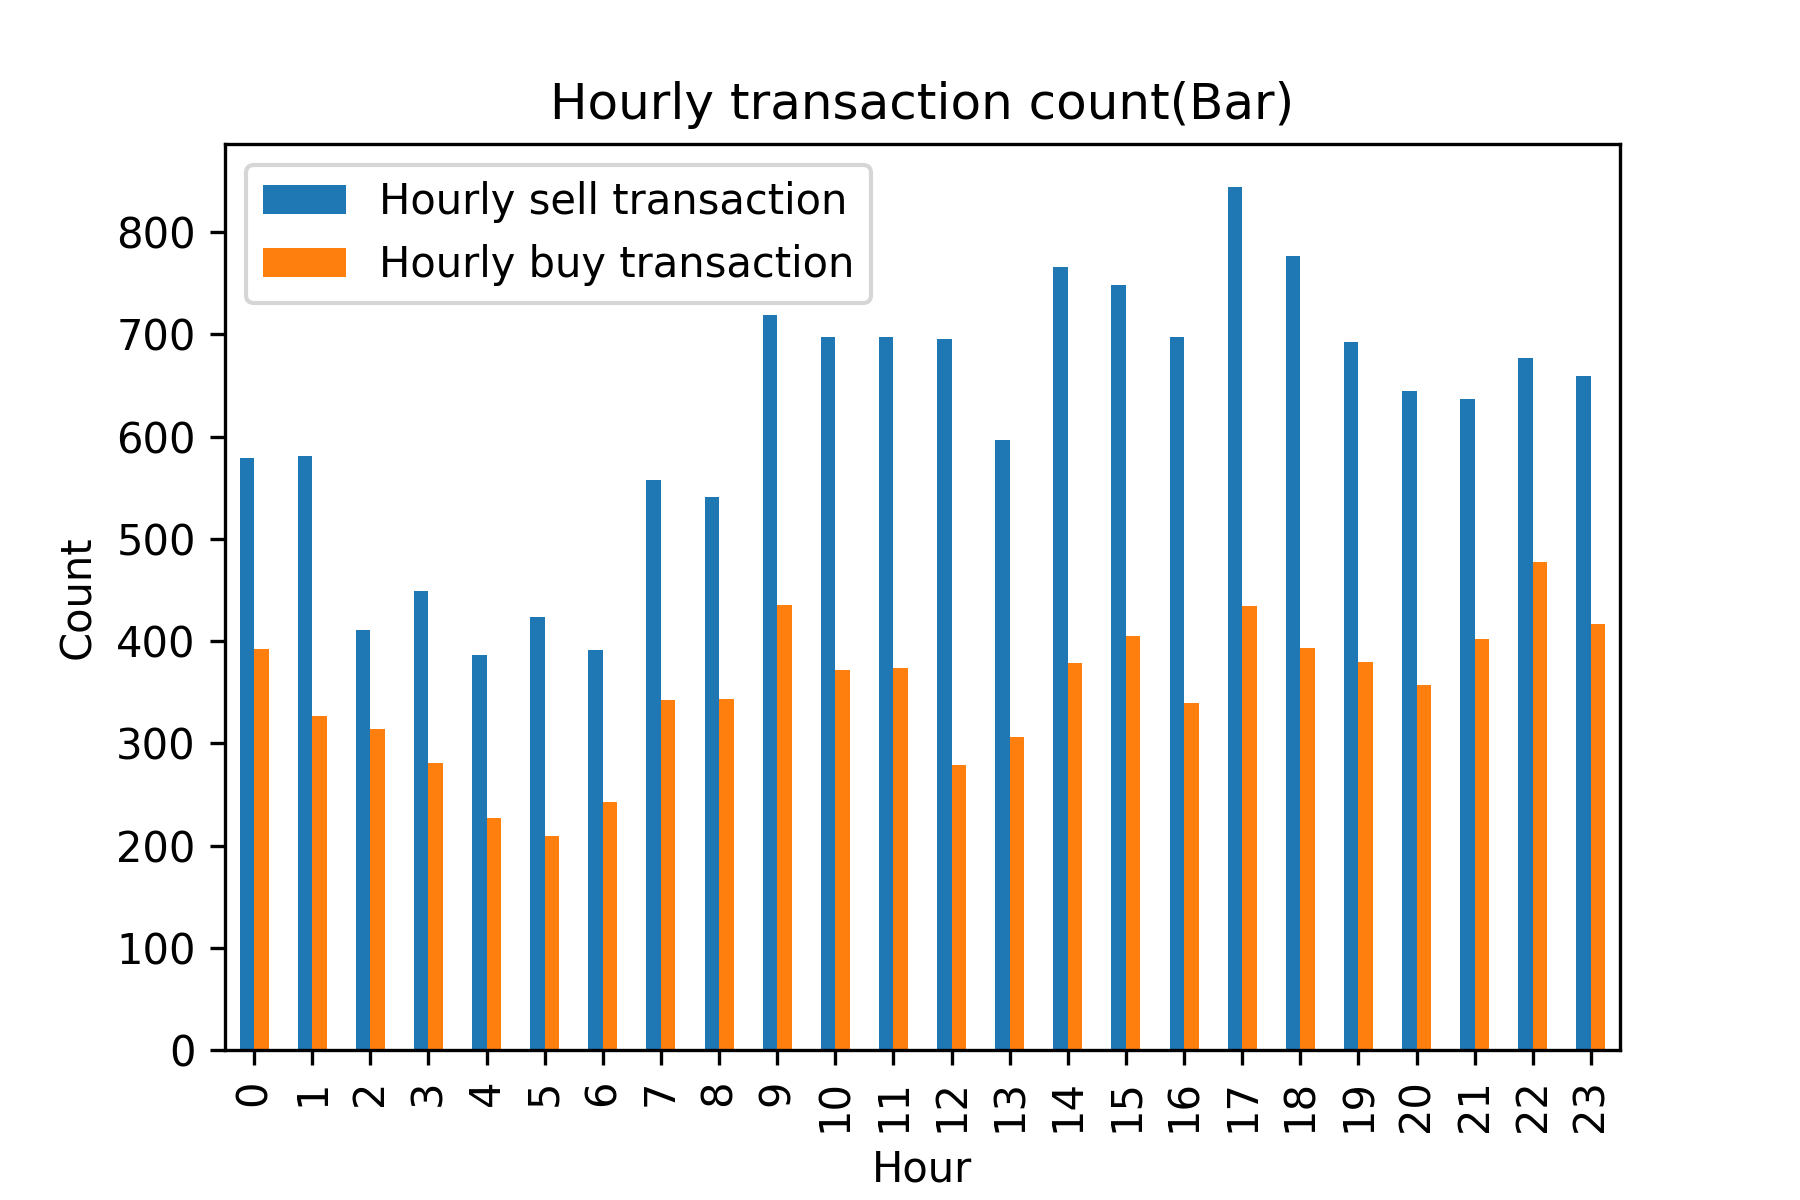 Hourly transaction count(Bar)
Hourly sell transaction
Hourly buy transaction
800
700
600
500
400
300
200
100
0
Count
0 1 2 3 4 5 6 7 8 9 10 11 12 13 14 15 16 17 18 19 20 21 22 23
Hour